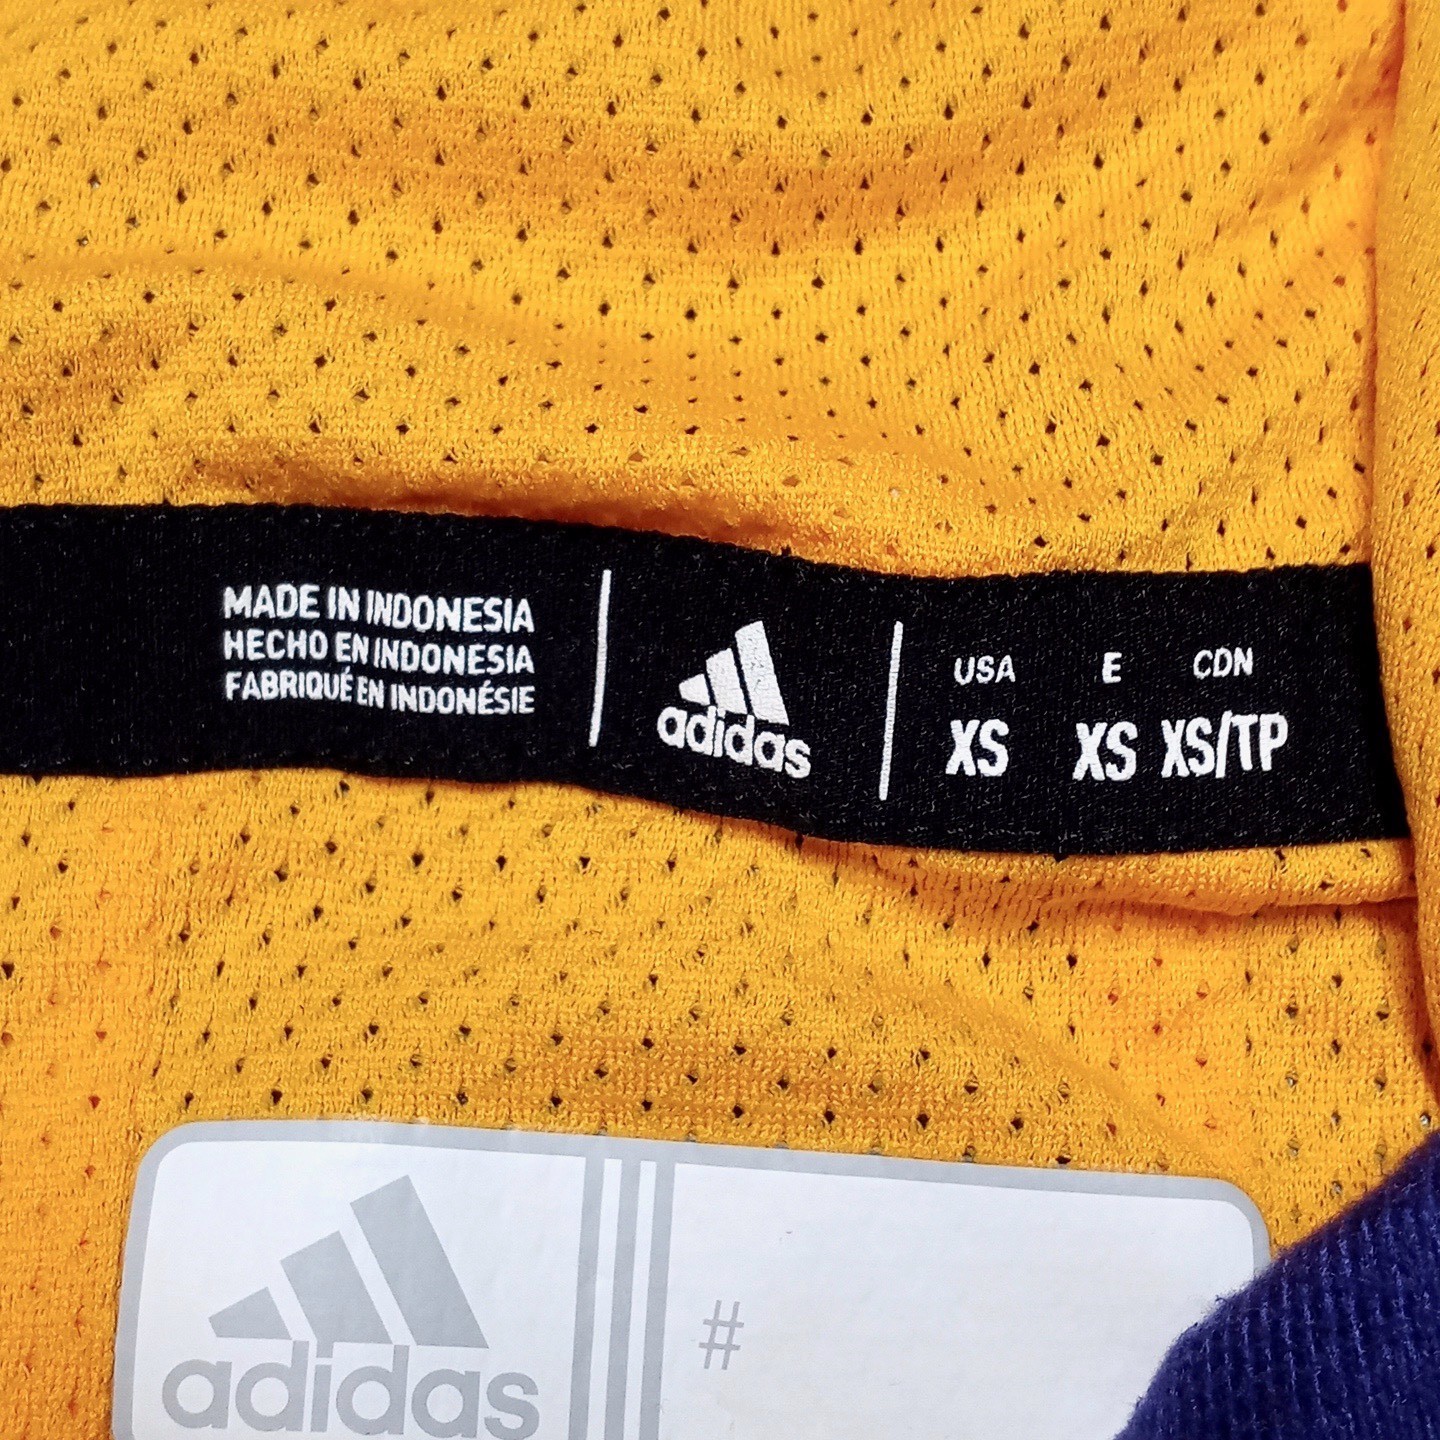 MADE IN INDONESIA
HECHO EN INDONESIA
FABRIQUÉ EN INDONÉSIE
adidas
USA E CDN
XS XS XS/TP
adidas
#